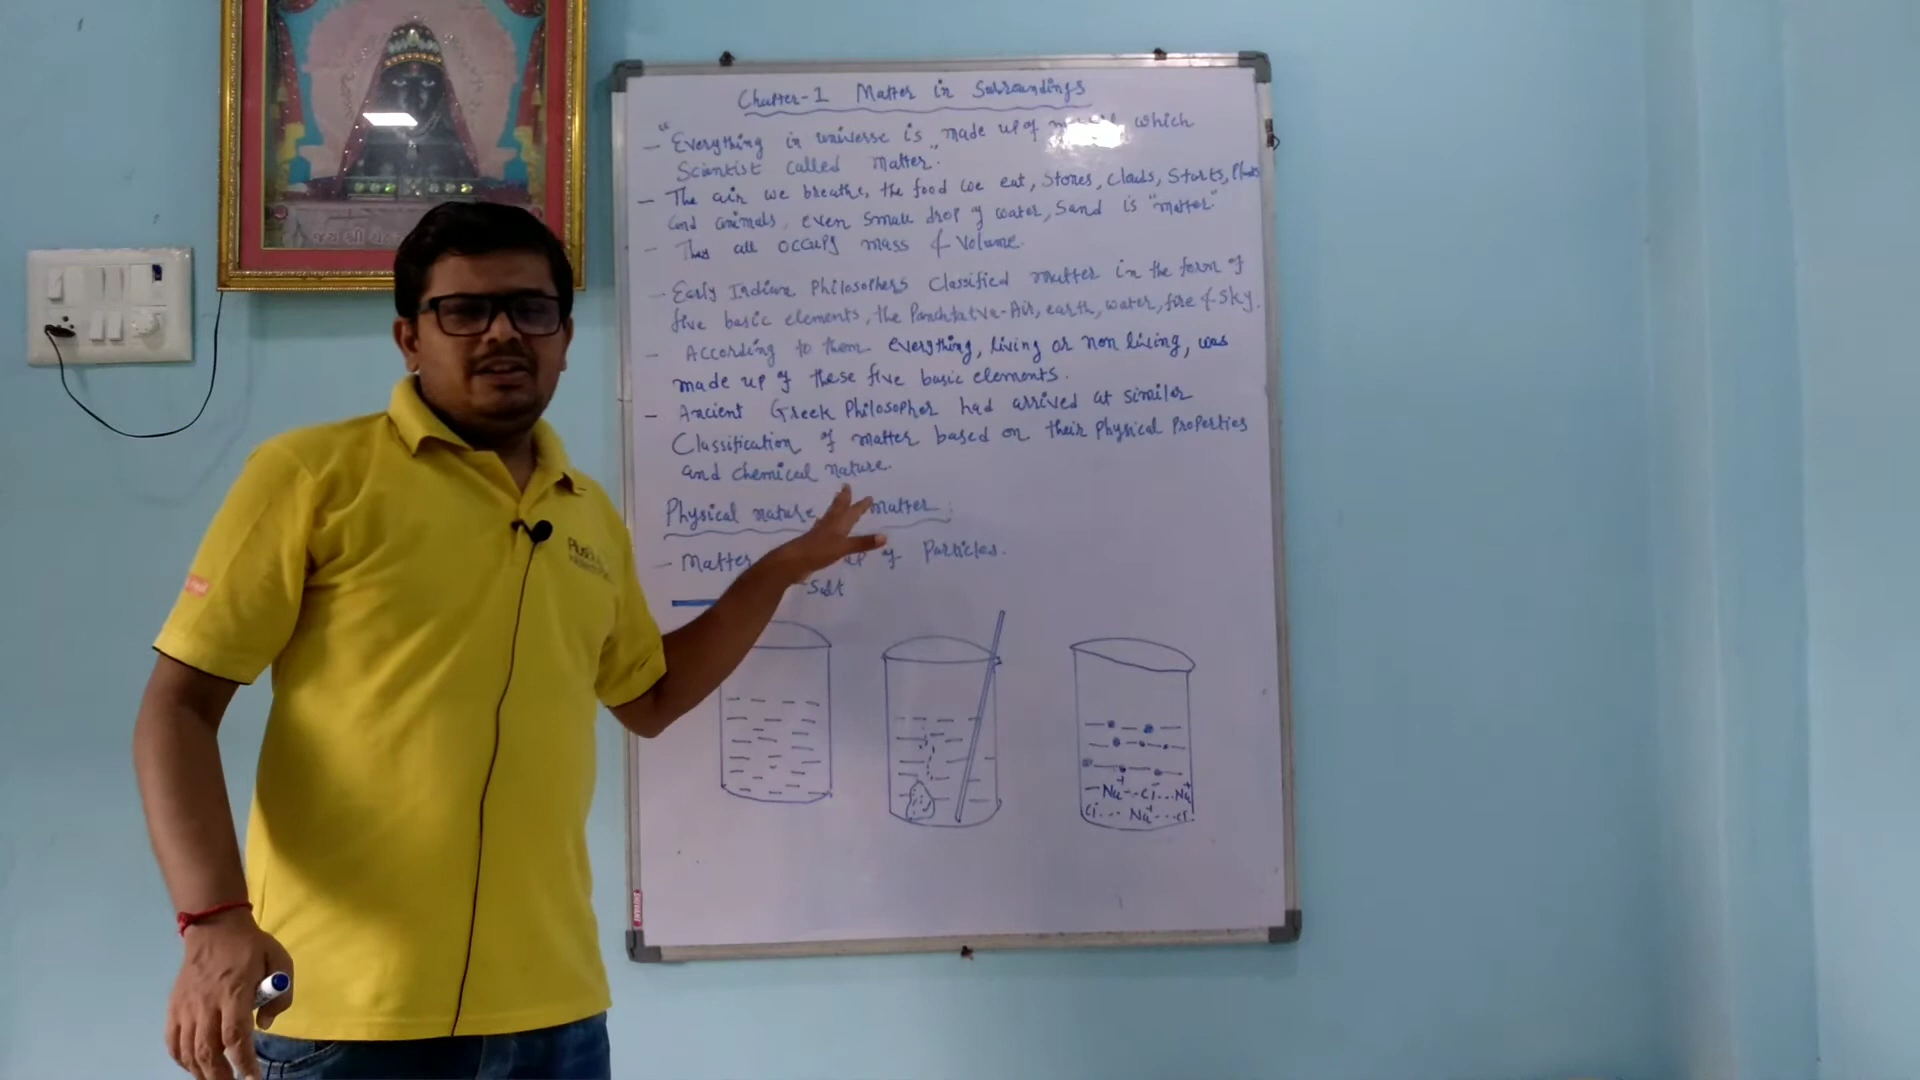 Chapter-1 Matter in Surroundings
— "Everything in universe is made up of which
Scientist called matter".
— The air we breathe, the food we eat, Stones, Clouds, Starts, Plants
and animals, even small drop of water, Sand is "matter."
— all occupy mass & volume.
— Early Indian Philosophers Classified matter in the form of
five basic elements, the Panchtatva-Air, earth, water, fire & sky.
— According to them everything, living or non living, was
made up of these five basic elements.
— Ancient Greek Philosopher had arrived at similer
Classification of matter based on their Physical Properties
and chemical nature.
Physical nature matter :
— Matter up of Particles.
Salt
— Na⁺ - - Cl⁻ ... Na⁺
Cl⁻ ... Na⁺ ... Cl⁻